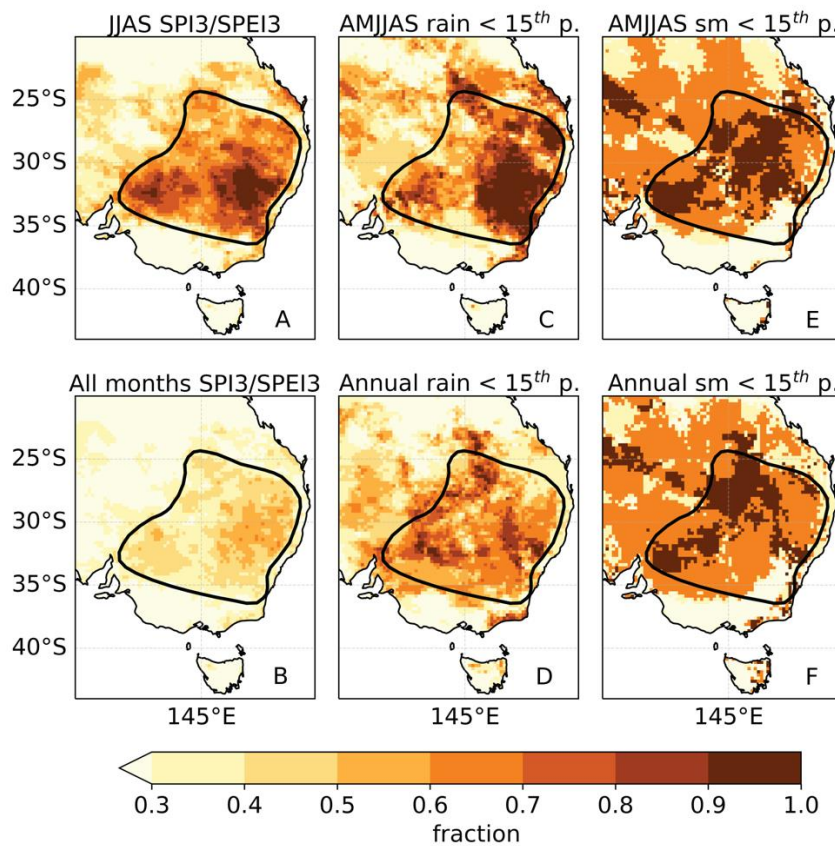 JJAS SPI3/SPEI3
AMJJAS rain < 15th p.
AMJJAS sm < 15th p.
25°S
30°S
35°S
40°S
A
C
E
All months SPI3/SPEI3
Annual rain < 15th p.
Annual sm < 15th p.
25°S
30°S
35°S
40°S
B
D
F
145°E
145°E
145°E
0.3 0.4 0.5 0.6 0.7 0.8 0.9 1.0
fraction